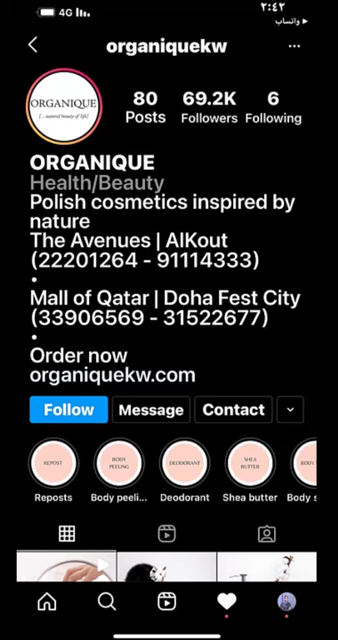 4G
٢:٤٢
واتساب
organiquekw
ORGANIQUE
[...natural beauty of life]
80 69.2K 6
Posts Followers Following
ORGANIQUE
Health/Beauty
Polish cosmetics inspired by
nature
The Avenues | AlKout
(22201264 - 91114333)
•
Mall of Qatar | Doha Fest City
(33906569 - 31522677)
•
Order now
organiquekw.com
Follow Message Contact
REPOST
BODY
PEELING
DEODORANT
SHEA
BUTTER
BODY
Reposts Body peeli... Deodorant Shea butter Body s